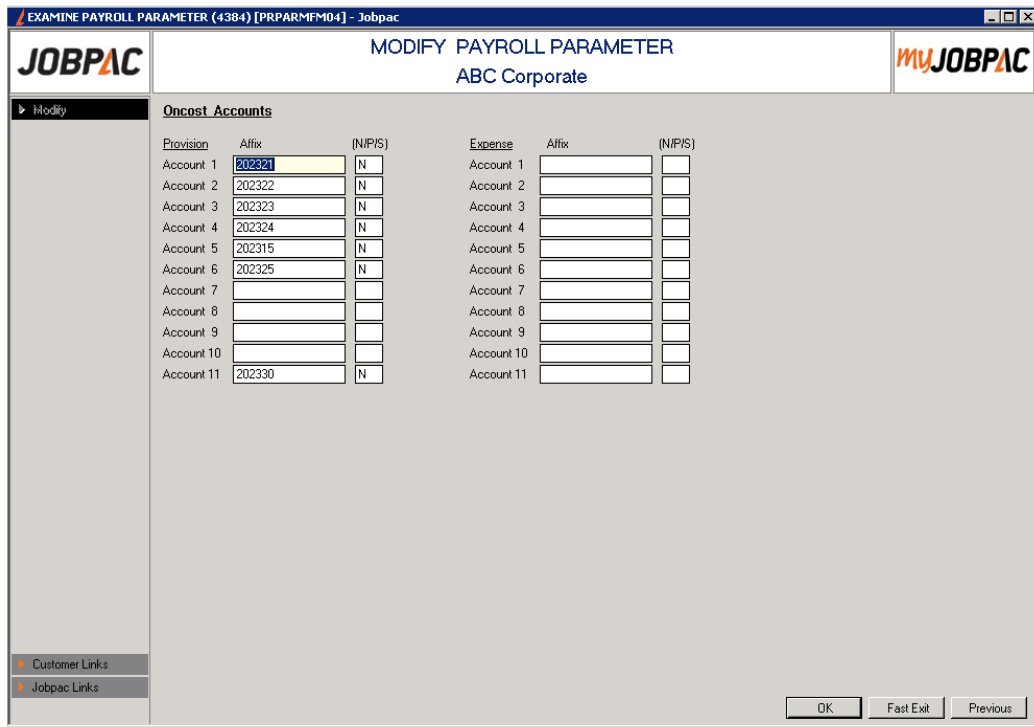 EXAMINE PAYROLL PARAMETER (4384) [PRPARMFM04] - Jobpac
JOBPAC
MODIFY PAYROLL PARAMETER
ABC Corporate
myJOBPAC
Modify
Oncost Accounts
Provision Affix (N/P/S) Expense Affix (N/P/S)
Account 1 202321 N Account 1
Account 2 202322 N Account 2
Account 3 202323 N Account 3
Account 4 202324 N Account 4
Account 5 202315 N Account 5
Account 6 202325 N Account 6
Account 7 Account 7
Account 8 Account 8
Account 9 Account 9
Account 10 Account 10
Account 11 202330 N Account 11
Customer Links
Jobpac Links
OK Fast Exit Previous